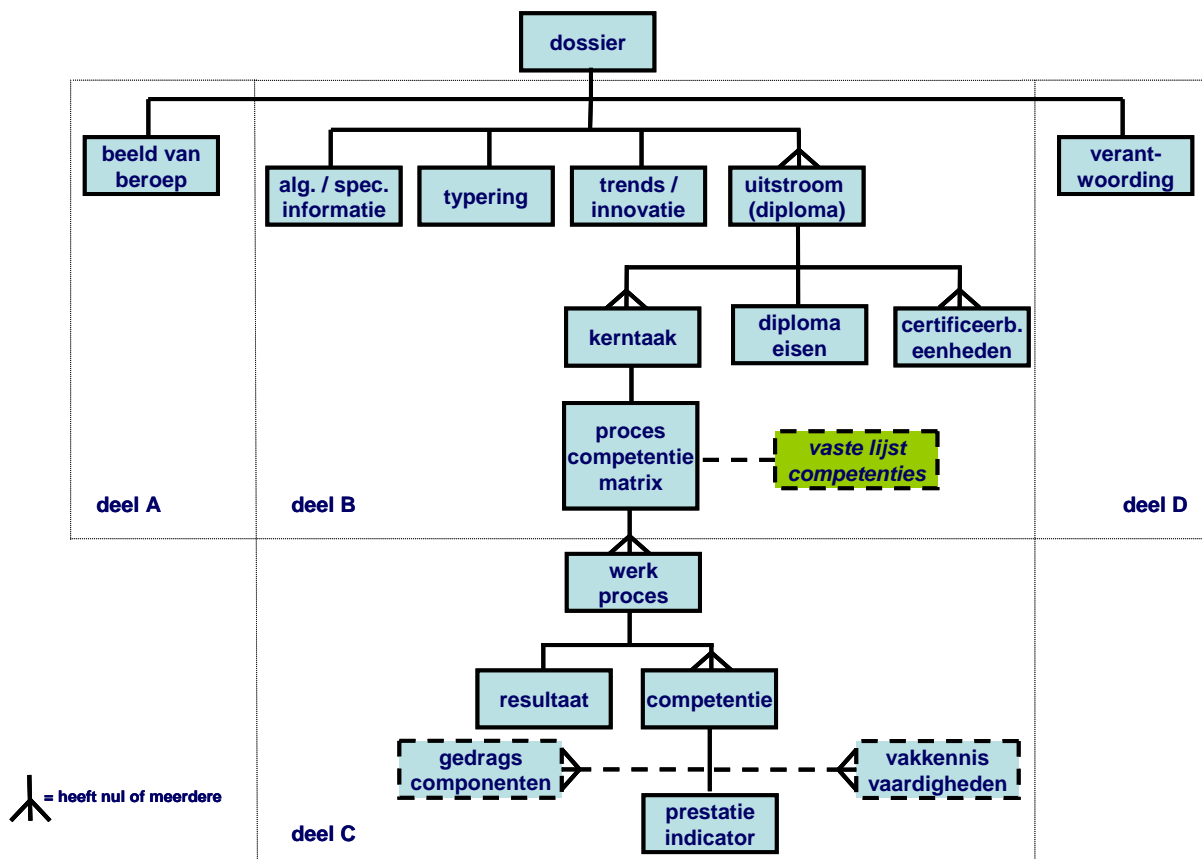 dossier
beeld van
beroep
alg. / spec.
informatie
typering
trends /
innovatie
uitstroom
(diploma)
verant-
woording
kerntaak
diploma
eisen
certificeerb.
eenheden
proces
competentie
matrix
vaste lijst
competenties
deel A
deel B
deel D
werk
proces
resultaat
competentie
gedrags
componenten
vakkennis
vaardigheden
= heeft nul of meerdere
prestatie
indicator
deel C